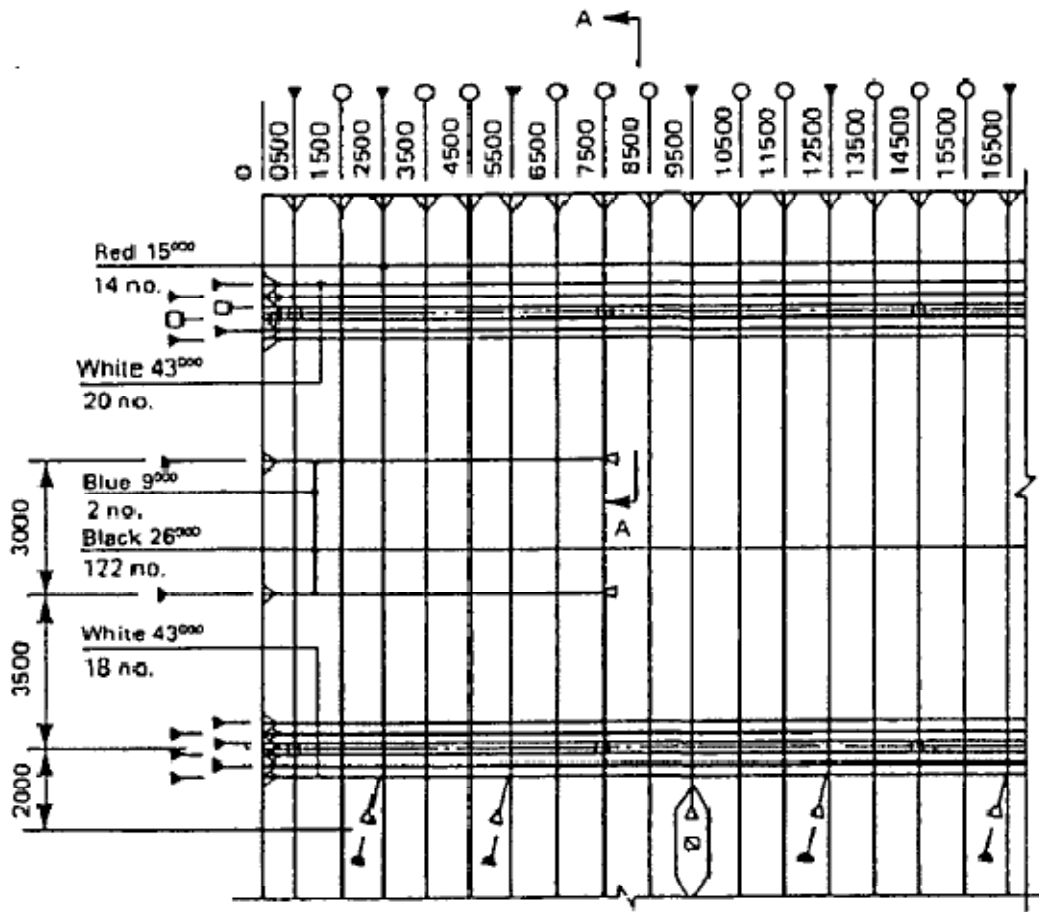 A
0
0500
1500
2500
3500
4500
5500
6500
7500
8500
9500
10500
11500
12500
13500
14500
15500
16500
Red 15⁰⁰⁰
14 no.
White 43⁰⁰⁰
20 no.
Blue 9⁰⁰⁰
2 no.
A
Black 26⁰⁰⁰
122 no.
White 43⁰⁰⁰
18 no.
3000
3500
2000